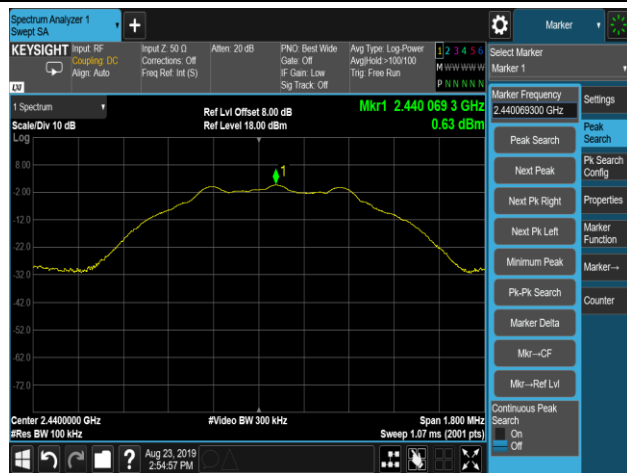 Spectrum Analyzer 1
Swept SA
+
Marker
KEYSIGHT
Input: RF
Coupling: DC
Align: Auto
Input Z: 50 Ω
Corrections: Off
Freq Ref: Int (S)
Atten: 20 dB
PNO: Best Wide
Gate: Off
IF Gain: Low
Sig Track: Off
Avg Type: Log-Power
Avg|Hold:>100/100
Trig: Free Run
1 2 3 4 5 6
M W W W W W
P N N N N N
LXI
Select Marker
Marker 1
1 Spectrum
Scale/Div 10 dB
Log
Ref Lvl Offset 8.00 dB
Ref Level 18.00 dBm
Mkr1 2.440 069 3 GHz
0.63 dBm
1
8.00
-2.00
-12.0
-22.0
-32.0
-42.0
-52.0
-62.0
-72.0
Center 2.4400000 GHz
#Res BW 100 kHz
#Video BW 300 kHz
Span 1.800 MHz
Sweep 1.07 ms (2001 pts)
Marker Frequency
2.440069300 GHz
Peak Search
Next Peak
Next Pk Right
Next Pk Left
Minimum Peak
Pk-Pk Search
Marker Delta
Mkr→CF
Mkr→Ref Lvl
Continuous Peak
Search
On
Off
Settings
Peak
Search
Pk Search
Config
Properties
Marker
Function
Marker→
Counter
?
Aug 23, 2019
2:54:57 PM